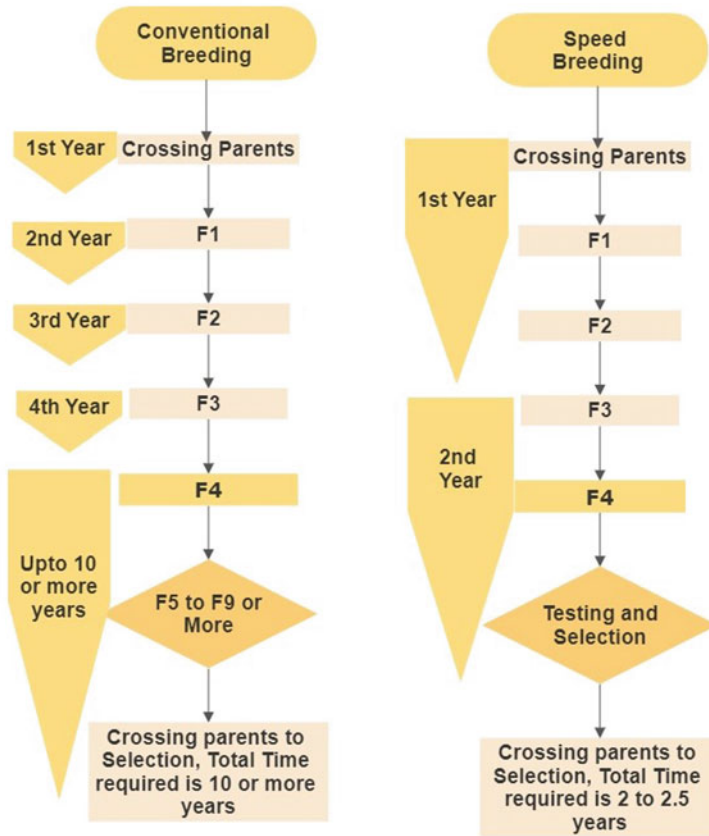 Conventional
Breeding
1st Year
Crossing Parents
2nd Year
F1
3rd Year
F2
4th Year
F3
F4
Upto 10
or more
years
F5 to F9 or
More
Crossing parents to
Selection, Total Time
required is 10 or more
years
Speed
Breeding
Crossing Parents
1st Year
F1
F2
F3
2nd
Year
F4
Testing and
Selection
Crossing parents to
Selection, Total Time
required is 2 to 2.5
years